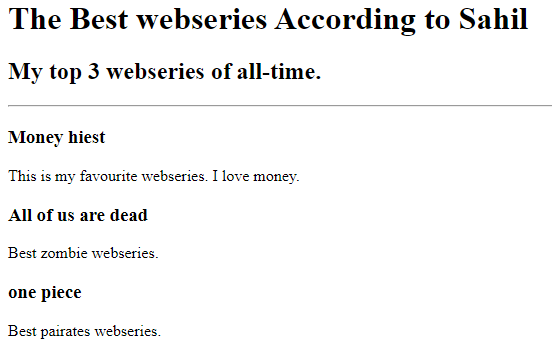 The Best webseries According to Sahil
My top 3 webseries of all-time.
Money hiest
This is my favourite webseries. I love money.
All of us are dead
Best zombie webseries.
one piece
Best pairates webseries.